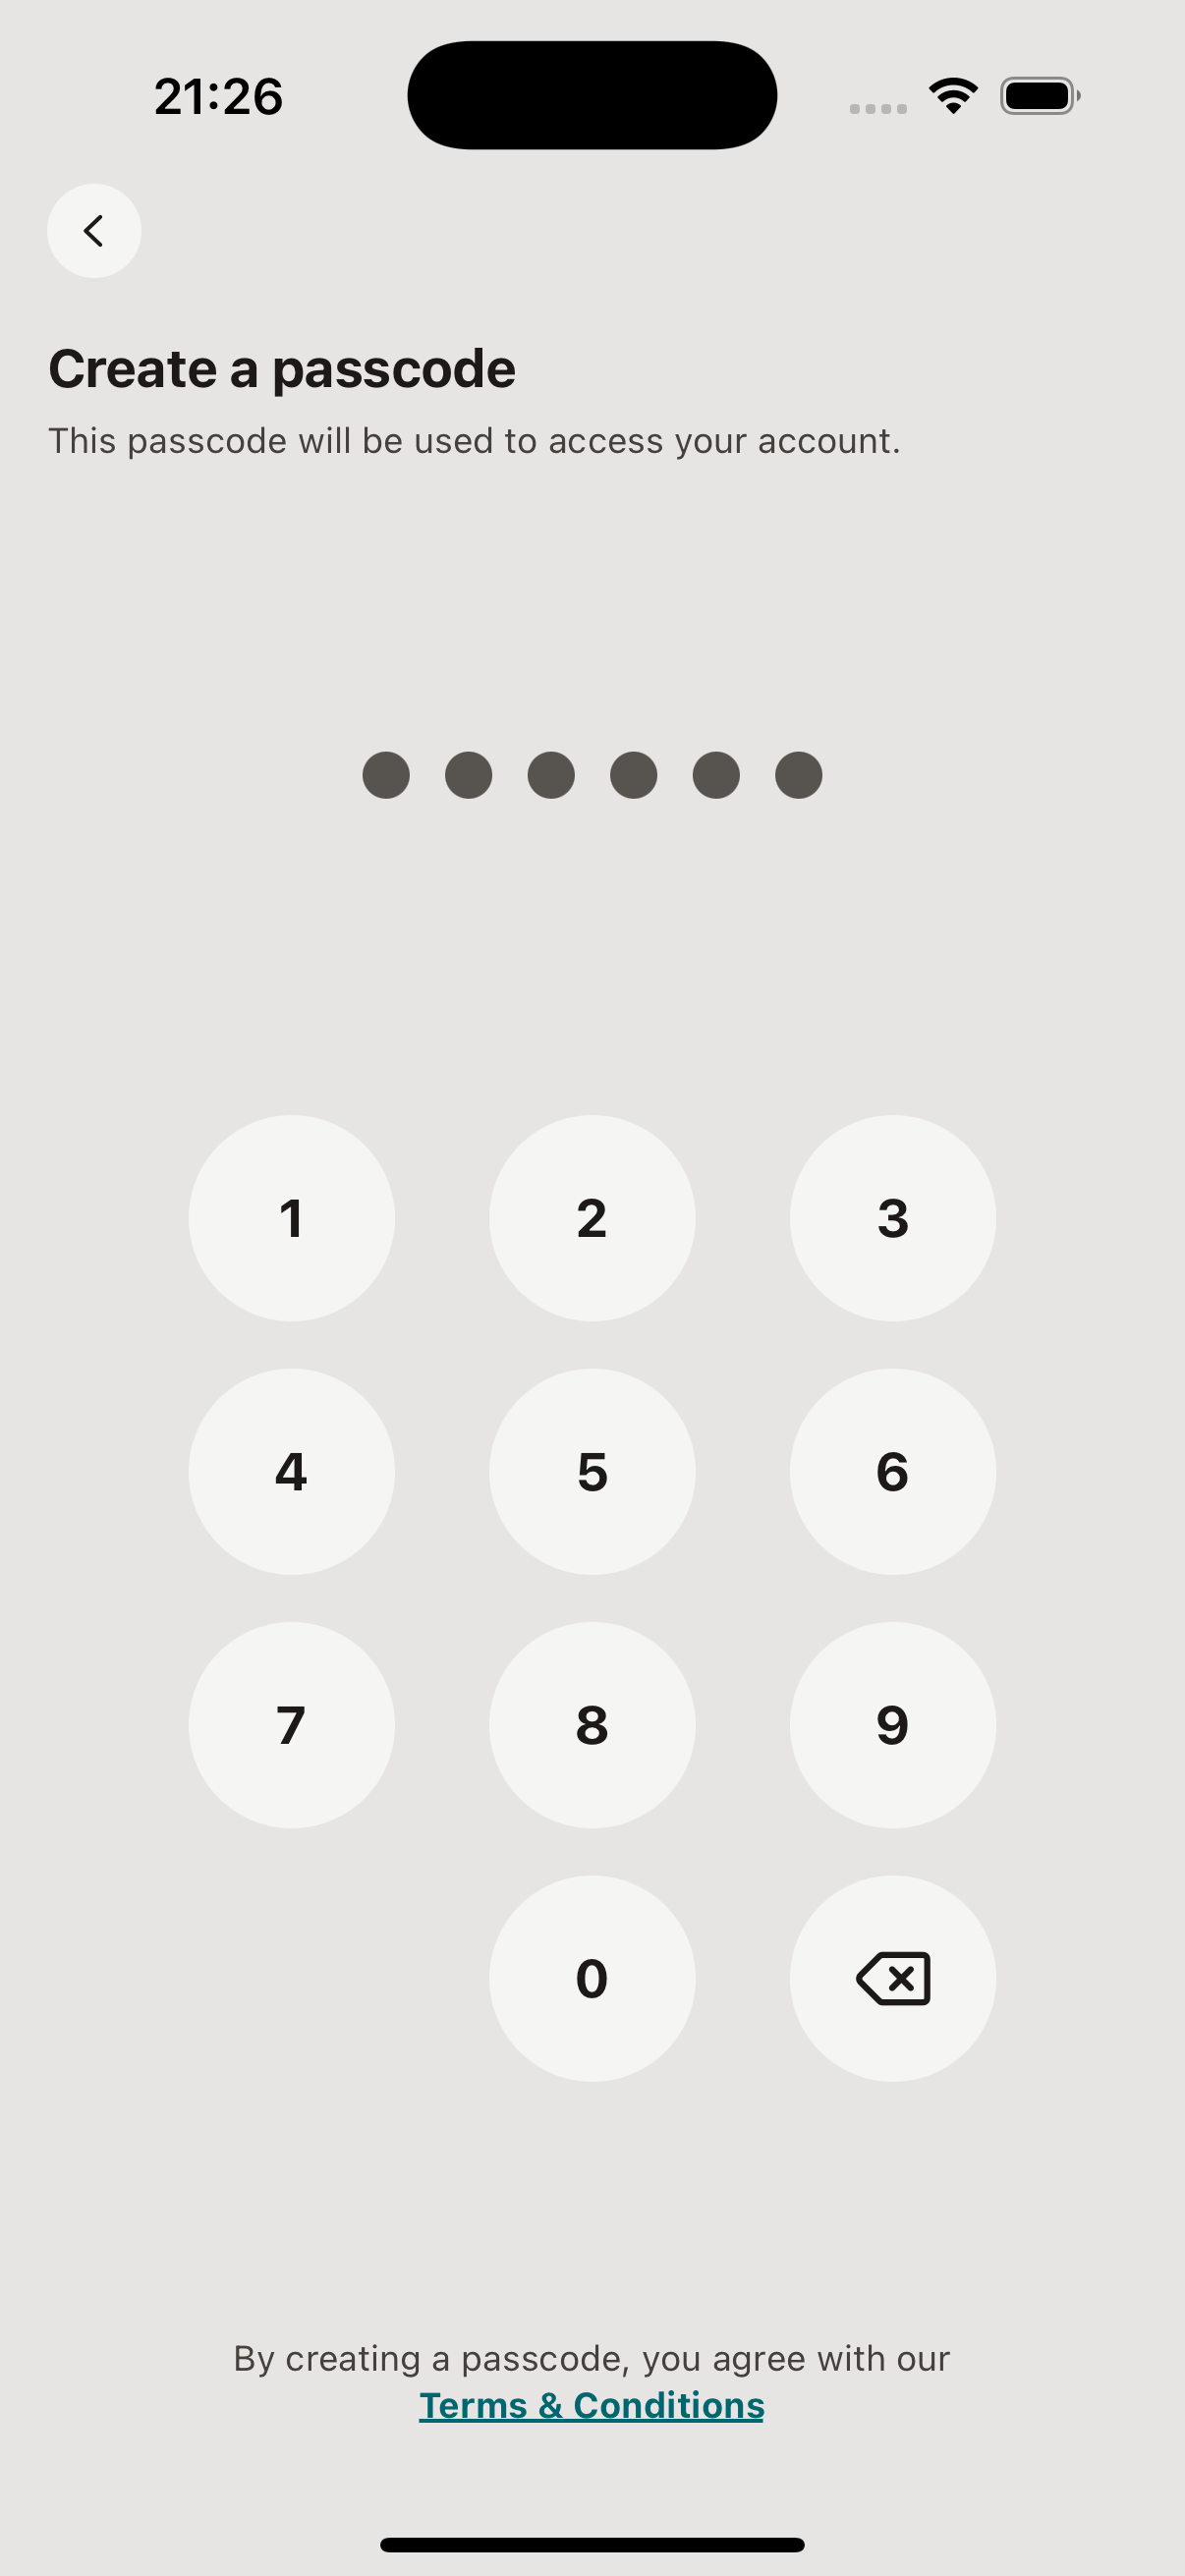 21:26
Create a passcode
This passcode will be used to access your account.
1 2 3
4 5 6
7 8 9
0
By creating a passcode, you agree with our
Terms & Conditions